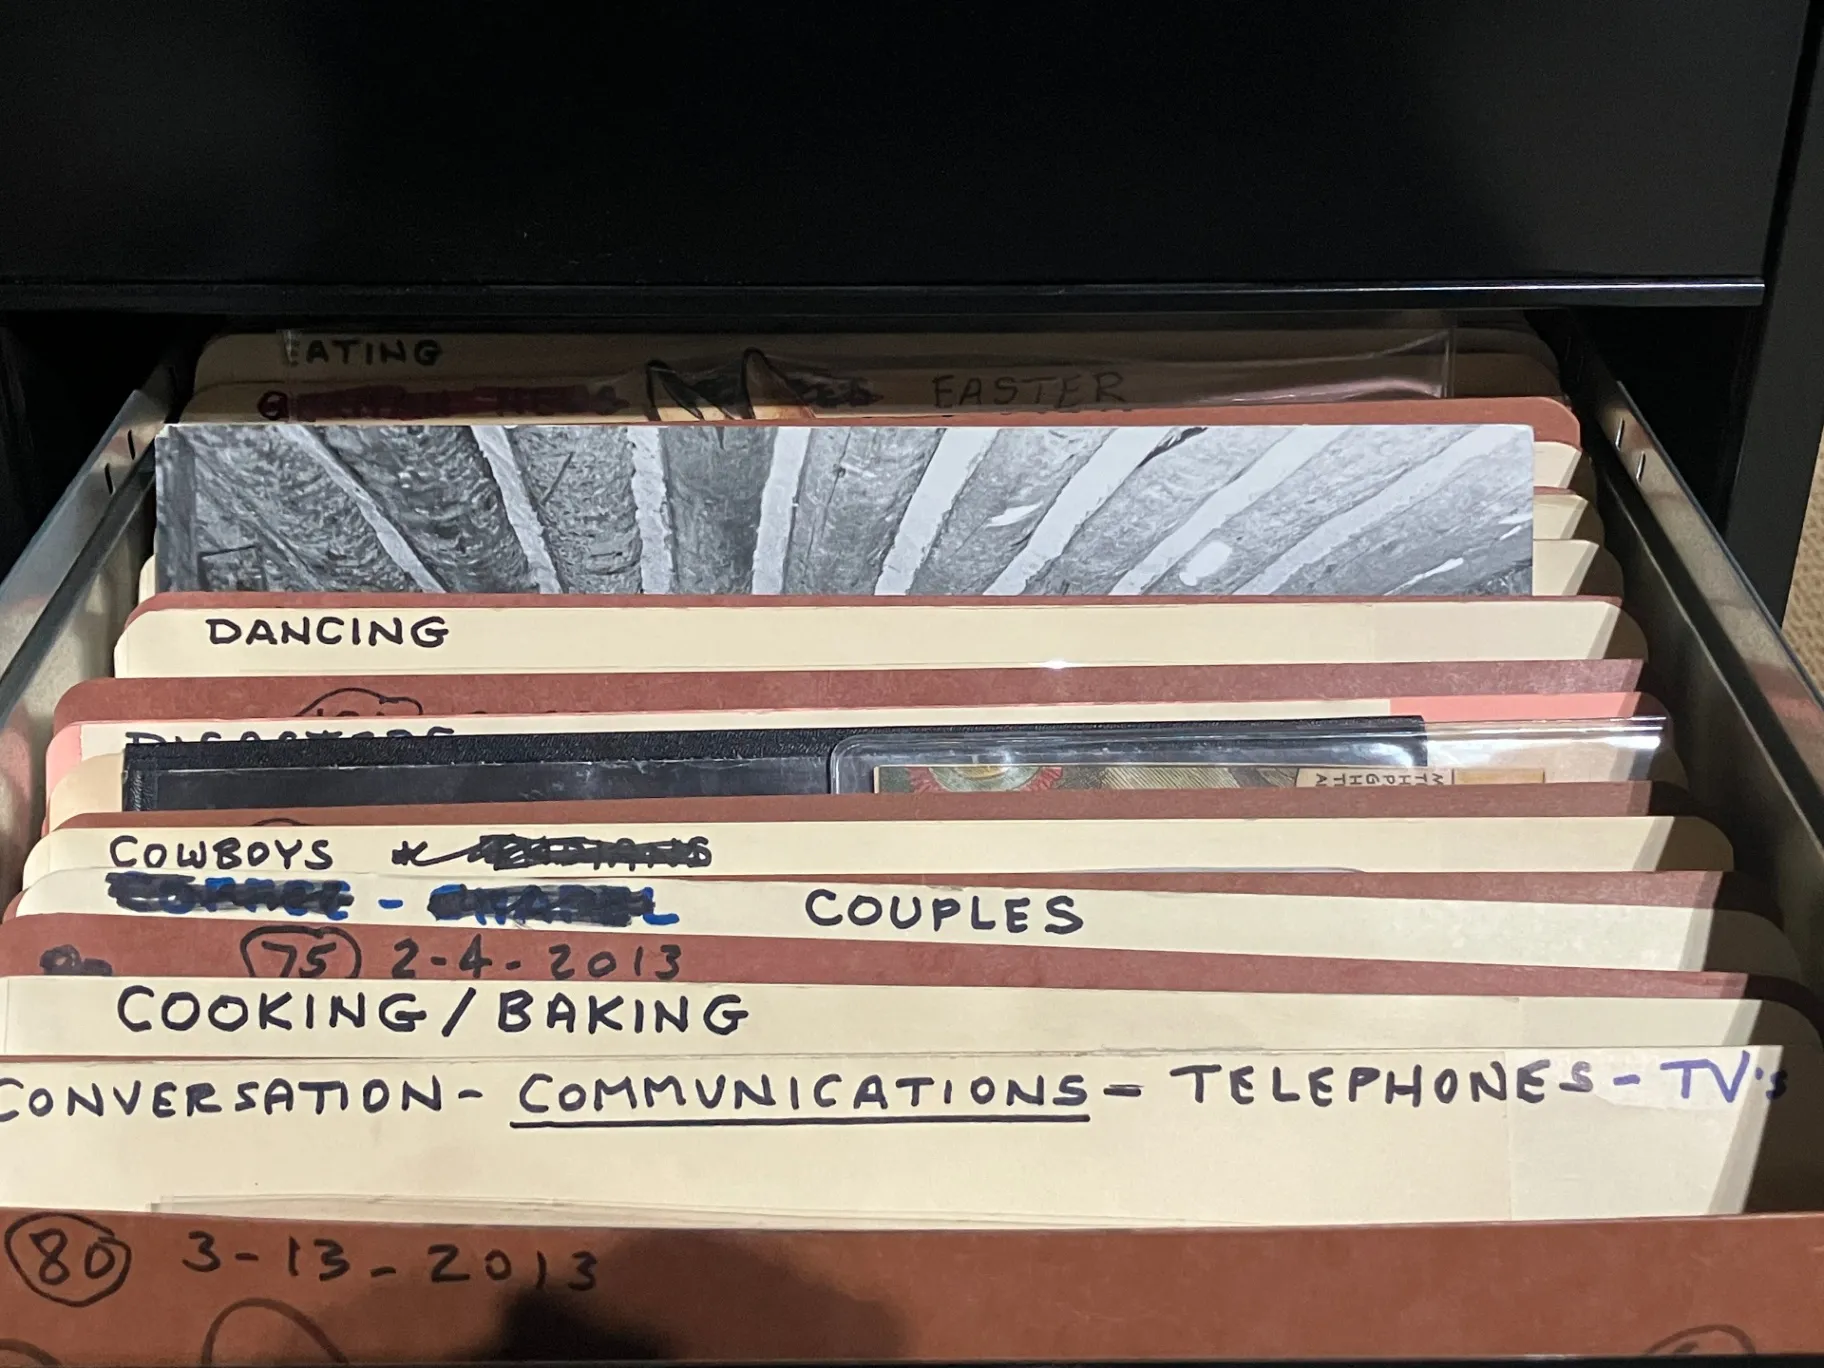 EATING
EASTER
DANCING
DISASTERS
COWBOYS
COUPLES
75 2-4-2013
COOKING/BAKING
CONVERSATION- COMMUNICATIONS - TELEPHONES - TV'S
80 3-13-2013